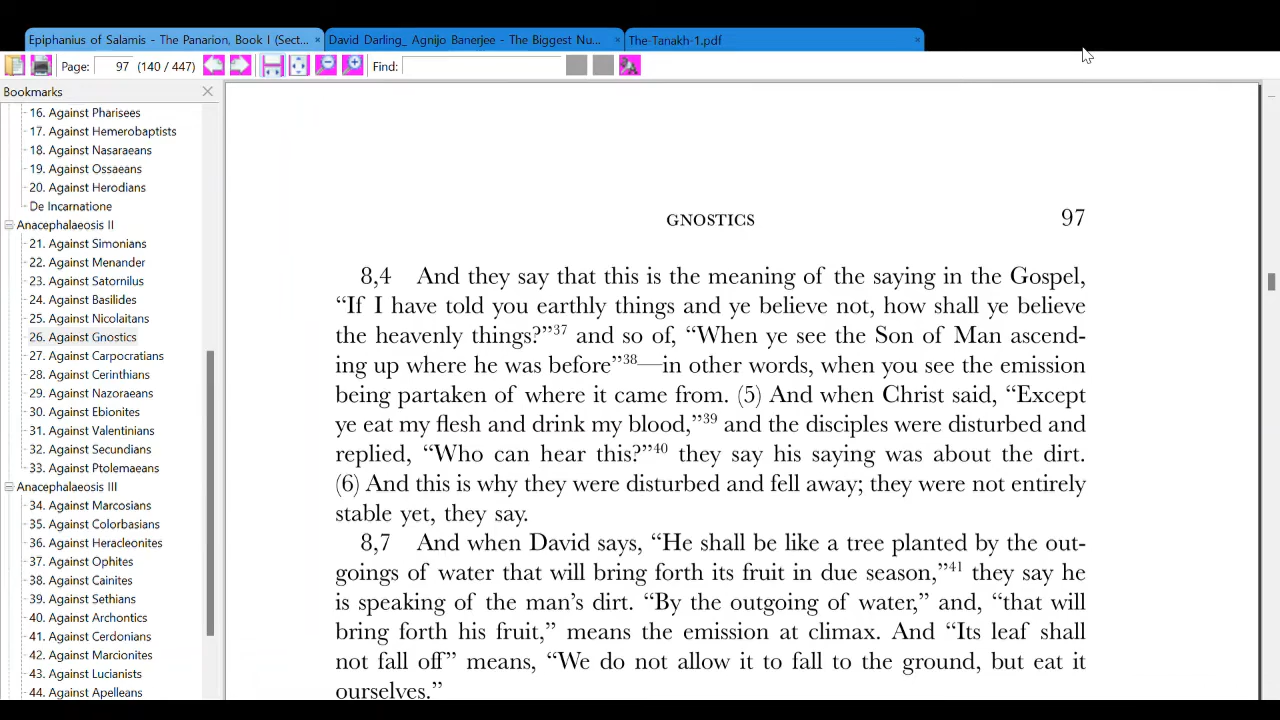 Epiphanius of Salamis - The Panarion, Book I (Sect... ×
David Darling_ Agnijo Banerjee - The Biggest Nu... ×
The-Tanakh-1.pdf ×
Page: 97 (140 / 447) Find:
Bookmarks
16. Against Pharisees
17. Against Hemerobaptists
18. Against Nasaraeans
19. Against Ossaeans
20. Against Herodians
De Incarnatione
Anacephalaeosis II
21. Against Simonians
22. Against Menander
23. Against Satornilus
24. Against Basilides
25. Against Nicolaitans
26. Against Gnostics
27. Against Carpocratians
28. Against Cerinthians
29. Against Nazoraeans
30. Against Ebionites
31. Against Valentinians
32. Against Secundians
33. Against Ptolemaeans
Anacephalaeosis III
34. Against Marcosians
35. Against Colorbasians
36. Against Heracleonites
37. Against Ophites
38. Against Cainites
39. Against Sethians
40. Against Archontics
41. Against Cerdonians
42. Against Marcionites
43. Against Lucianists
44. Against Apelleans
GNOSTICS 97
8,4 And they say that this is the meaning of the saying in the Gospel,
“If I have told you earthly things and ye believe not, how shall ye believe
the heavenly things?”37 and so of, “When ye see the Son of Man ascend-
ing up where he was before”38—in other words, when you see the emission
being partaken of where it came from. (5) And when Christ said, “Except
ye eat my flesh and drink my blood,”39 and the disciples were disturbed and
replied, “Who can hear this?”40 they say his saying was about the dirt.
(6) And this is why they were disturbed and fell away; they were not entirely
stable yet, they say.
8,7 And when David says, “He shall be like a tree planted by the out-
goings of water that will bring forth its fruit in due season,”41 they say he
is speaking of the man’s dirt. “By the outgoing of water,” and, “that will
bring forth his fruit,” means the emission at climax. And “Its leaf shall
not fall off” means, “We do not allow it to fall to the ground, but eat it
ourselves.”